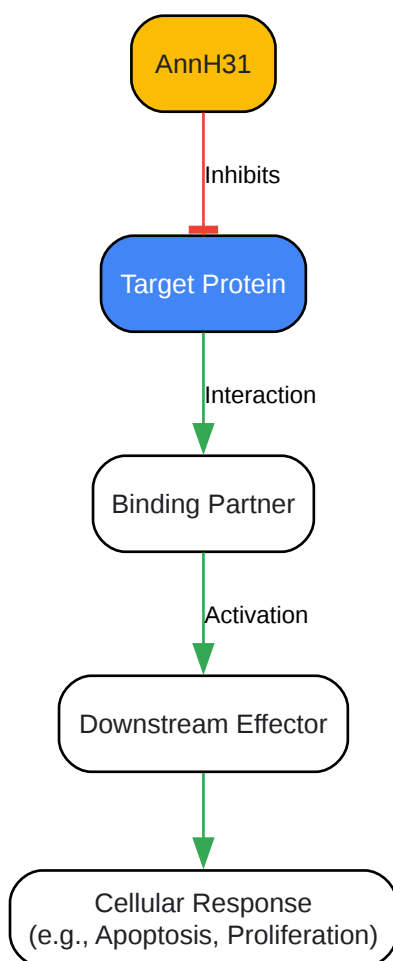 AnnH31
Inhibits
Target Protein
Interaction
Binding Partner
Activation
Downstream Effector
Cellular Response
(e.g., Apoptosis, Proliferation)